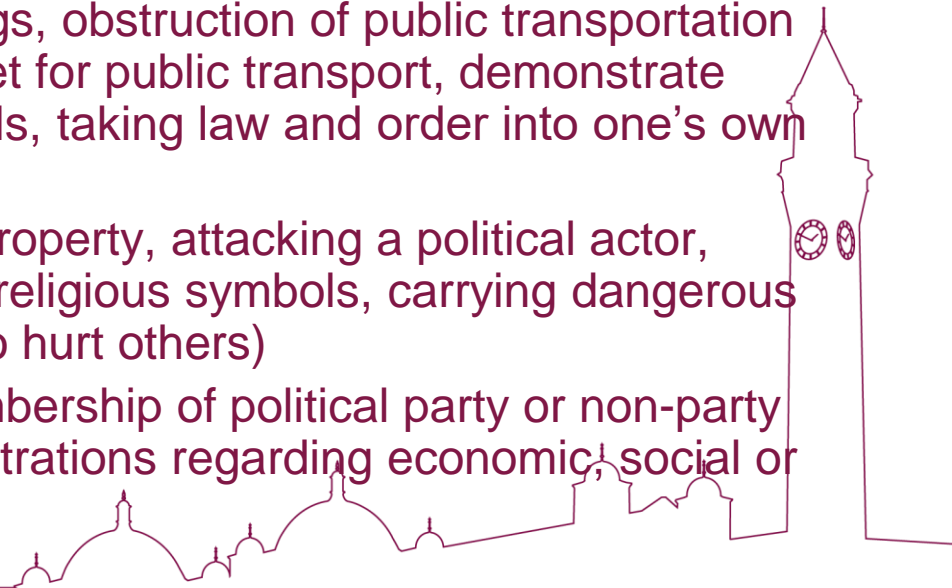 gs, obstruction of public transportation
et for public transport, demonstrate
ls, taking law and order into one's own
roperty, attacking a political actor,
religious symbols, carrying dangerous
o hurt others)
bership of political party or non-party
trations regarding economic, social or